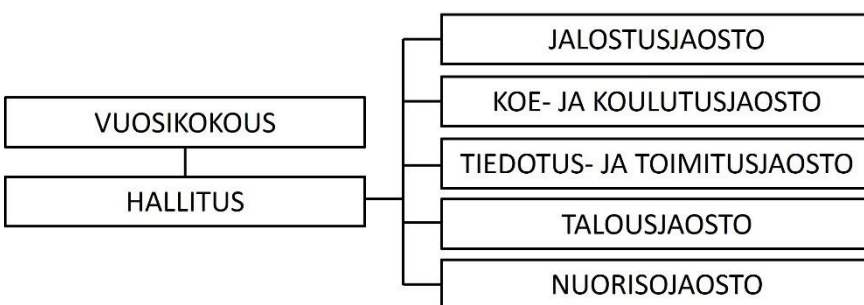 VUOSIKOKOUS
HALLITUS
JALOSTUSJAOSTO
KOE- JA KOULUTUSJAOSTO
TIEDOTUS- JA TOIMITUSJAOSTO
TALOUSJAOSTO
NUORISOJAOSTO